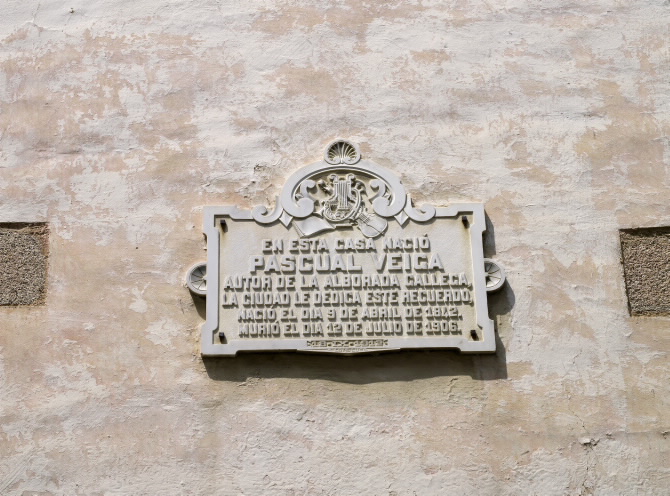 EN ESTA CASA NACIÓ
PASCUAL VEIGA
AUTOR DE LA ALBORADA GALLEGA
LA CIUDAD LE DEDICA ESTE RECUERDO
NACIÓ EL DIA 9 DE ABRIL DE 1842.
MURIÓ EL DIA 12 DE JULIO DE 1906.